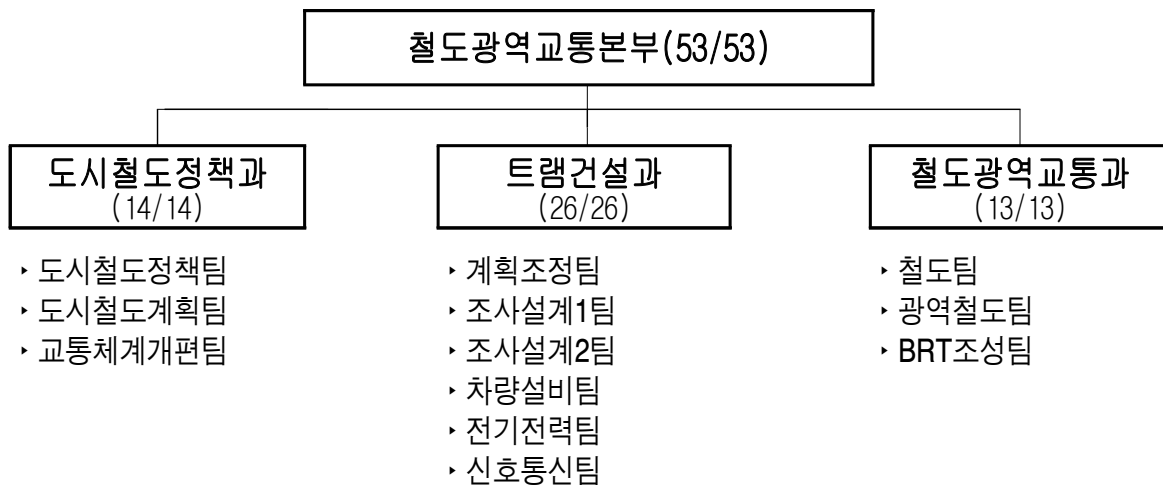 철도광역교통본부(53/53)
도시철도정책과
(14/14)
‣ 도시철도정책팀
‣ 도시철도계획팀
‣ 교통체계개편팀
트램건설과
(26/26)
‣ 계획조정팀
‣ 조사설계1팀
‣ 조사설계2팀
‣ 차량설비팀
‣ 전기전력팀
‣ 신호통신팀
철도광역교통과
(13/13)
‣ 철도팀
‣ 광역철도팀
‣ BRT조성팀